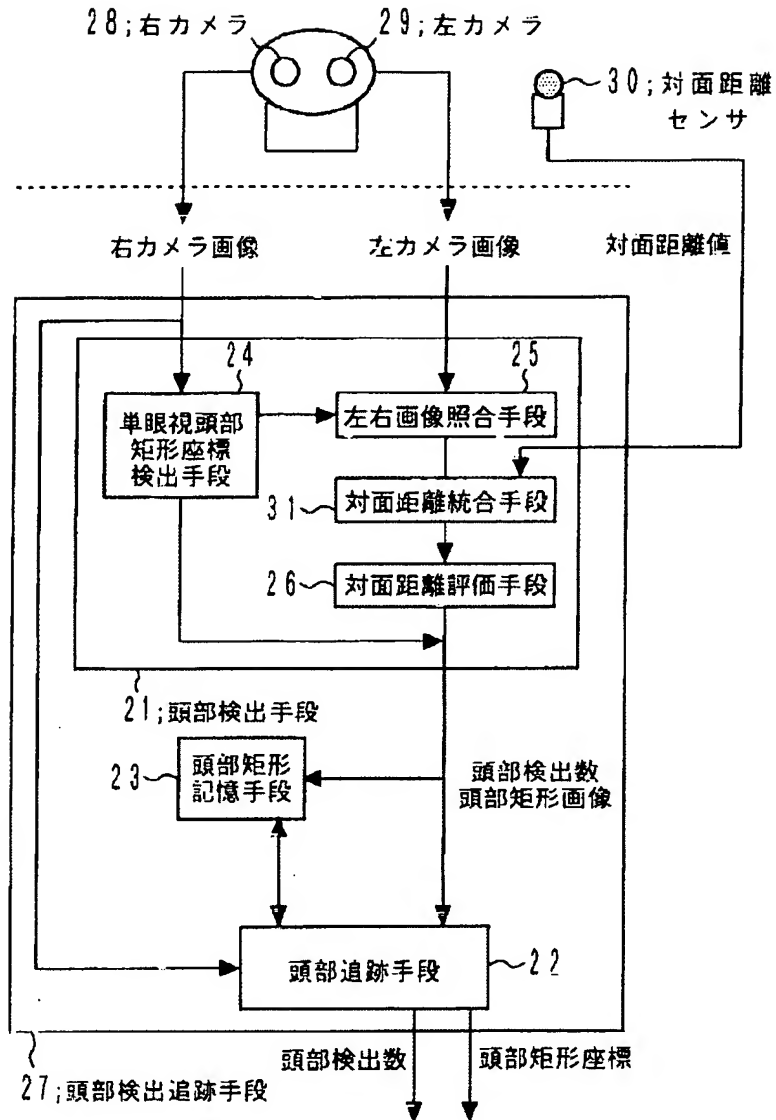 28;右カメラ
29;左カメラ
30;対面距離
センサ
右カメラ画像
左カメラ画像
対面距離値
24
25
単眼視頭部
矩形座標
検出手段
左右画像照合手段
31
対面距離統合手段
26
対面距離評価手段
21;頭部検出手段
23
頭部矩形
記憶手段
頭部検出数
頭部矩形画像
頭部追跡手段
22
27;頭部検出追跡手段
頭部検出数
頭部矩形座標